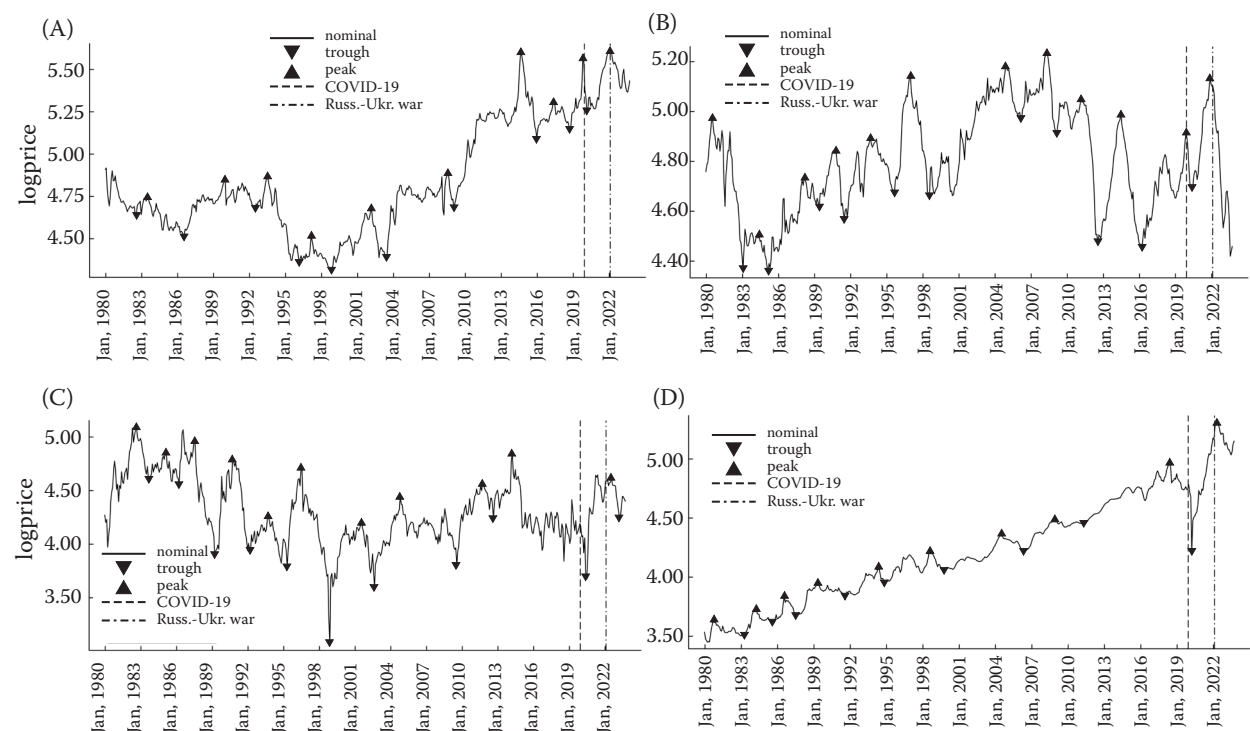 (A)
nominal
trough
peak
COVID-19
Russ.-Ukr. war
logprice
5.50
5.25
5.00
4.75
4.50
Jan, 1980
Jan, 1983
Jan, 1986
Jan, 1989
Jan, 1992
Jan, 1995
Jan, 1998
Jan, 2001
Jan, 2004
Jan, 2007
Jan, 2010
Jan, 2013
Jan, 2016
Jan, 2019
Jan, 2022
(B)
nominal
trough
peak
COVID-19
Russ.-Ukr. war
5.20
5.00
4.80
4.60
4.40
Jan, 1980
Jan, 1983
Jan, 1986
Jan, 1989
Jan, 1992
Jan, 1995
Jan, 1998
Jan, 2001
Jan, 2004
Jan, 2007
Jan, 2010
Jan, 2013
Jan, 2016
Jan, 2019
Jan, 2022
(C)
logprice
5.00
4.50
4.00
3.50
nominal
trough
peak
COVID-19
Russ.-Ukr. war
Jan, 1980
Jan, 1983
Jan, 1986
Jan, 1989
Jan, 1992
Jan, 1995
Jan, 1998
Jan, 2001
Jan, 2004
Jan, 2007
Jan, 2010
Jan, 2013
Jan, 2016
Jan, 2019
Jan, 2022
(D)
nominal
trough
peak
COVID-19
Russ.-Ukr. war
5.00
4.50
4.00
3.50
Jan, 1980
Jan, 1983
Jan, 1986
Jan, 1989
Jan, 1992
Jan, 1995
Jan, 1998
Jan, 2001
Jan, 2004
Jan, 2007
Jan, 2010
Jan, 2013
Jan, 2016
Jan, 2019
Jan, 2022